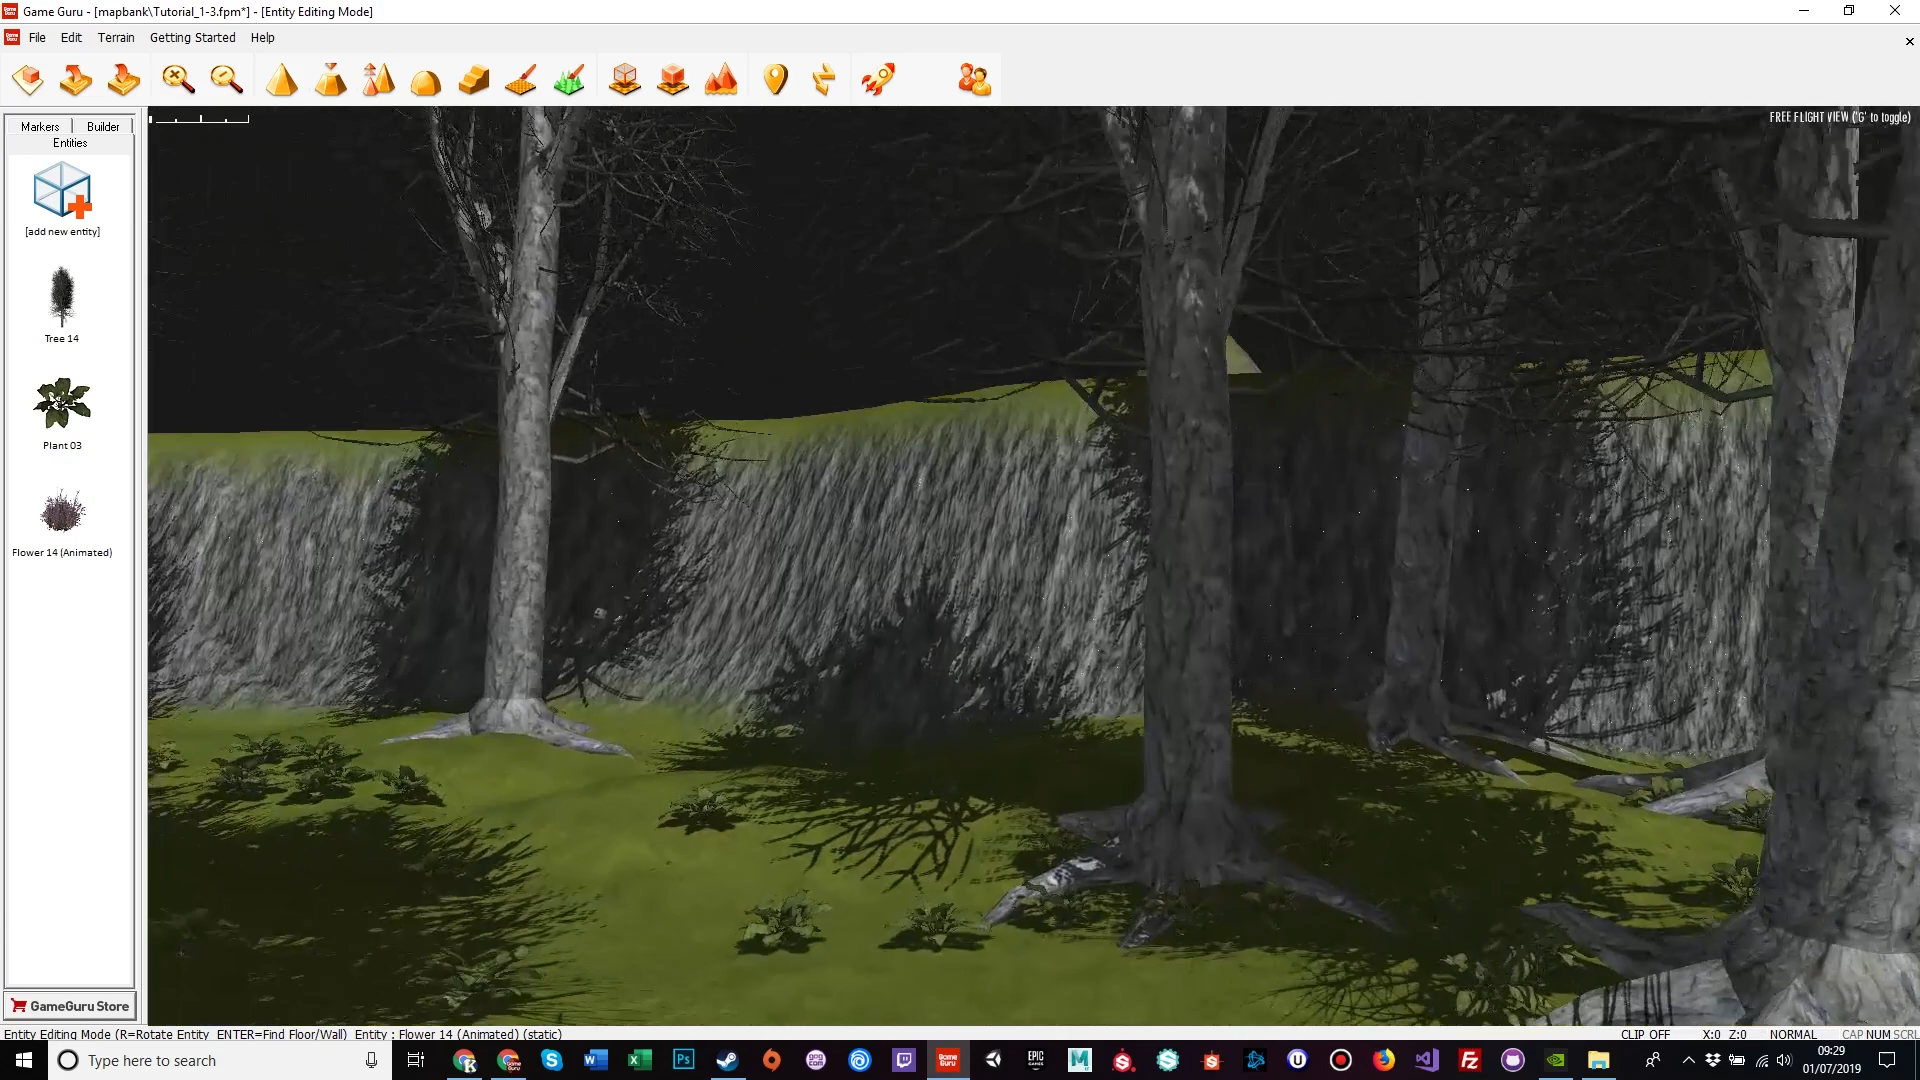 Game Guru - [mapbank\Tutorial_1-3.fpm*] - [Entity Editing Mode]
File Edit Terrain Getting Started Help
Markers Builder
Entities
FREE FLIGHT VIEW ('G' to toggle)
[add new entity]
Tree 14
Plant 03
Flower 14 (Animated)
GameGuru Store
Entity Editing Mode (R=Rotate Entity ENTER=Find Floor/Wall) Entity : Flower 14 (Animated) (static)
CLIP OFF X:0 Z:0 NORMAL CAP NUM SCRL
Type here to search
09:29
01/07/2019